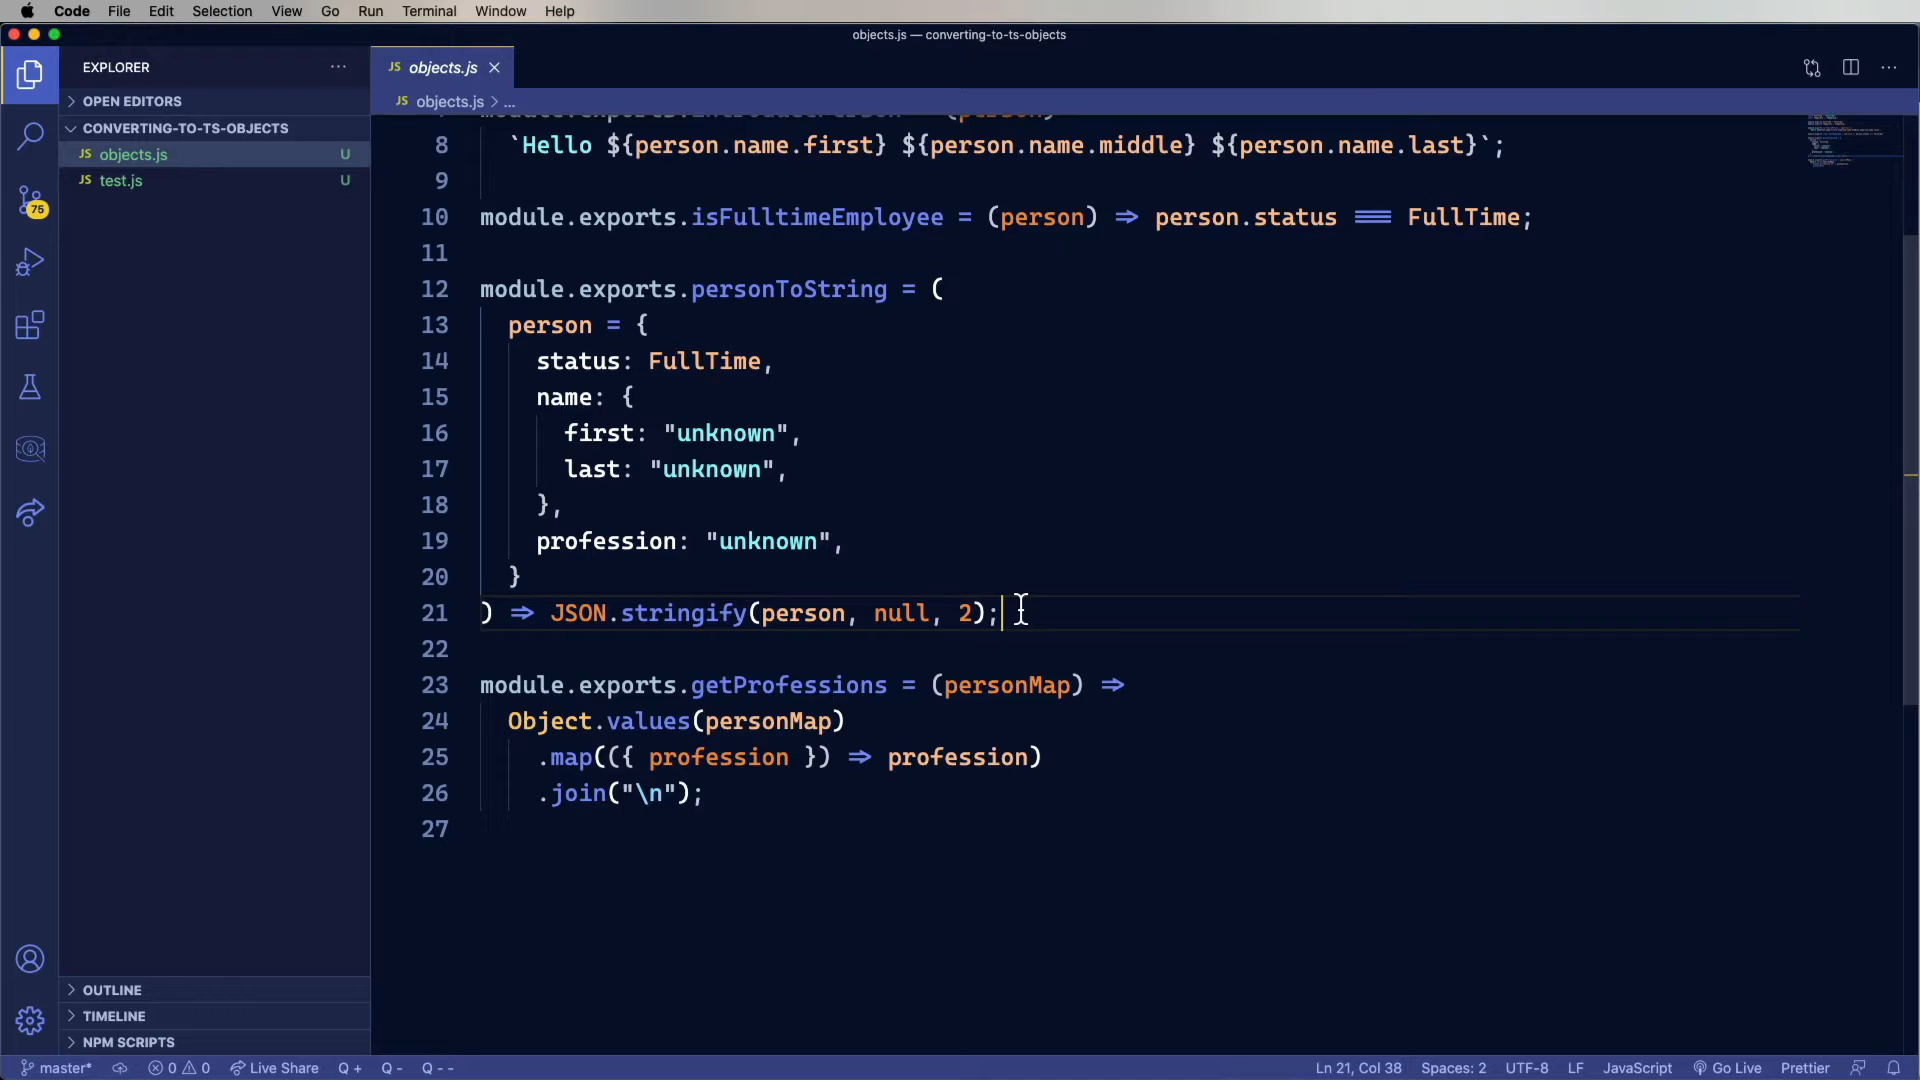 Code File Edit Selection View Go Run Terminal Window Help
objects.js — converting-to-ts-objects
EXPLORER
OPEN EDITORS
CONVERTING-TO-TS-OBJECTS
JS objects.js U
JS test.js U
75
OUTLINE
TIMELINE
NPM SCRIPTS
JS objects.js
JS objects.js > ...
8 `Hello ${person.name.first} ${person.name.middle} ${person.name.last}`;
9
10 module.exports.isFulltimeEmployee = (person) => person.status === FullTime;
11
12 module.exports.personToString = (
13 person = {
14 status: FullTime,
15 name: {
16 first: "unknown",
17 last: "unknown",
18 },
19 profession: "unknown",
20 }
21 ) => JSON.stringify(person, null, 2);
22
23 module.exports.getProfessions = (personMap) =>
24 Object.values(personMap)
25 .map(({ profession }) => profession)
26 .join("\n");
27
master* 0 0 Live Share Q + Q - Q - - Ln 21, Col 38 Spaces: 2 UTF-8 LF JavaScript Go Live Prettier